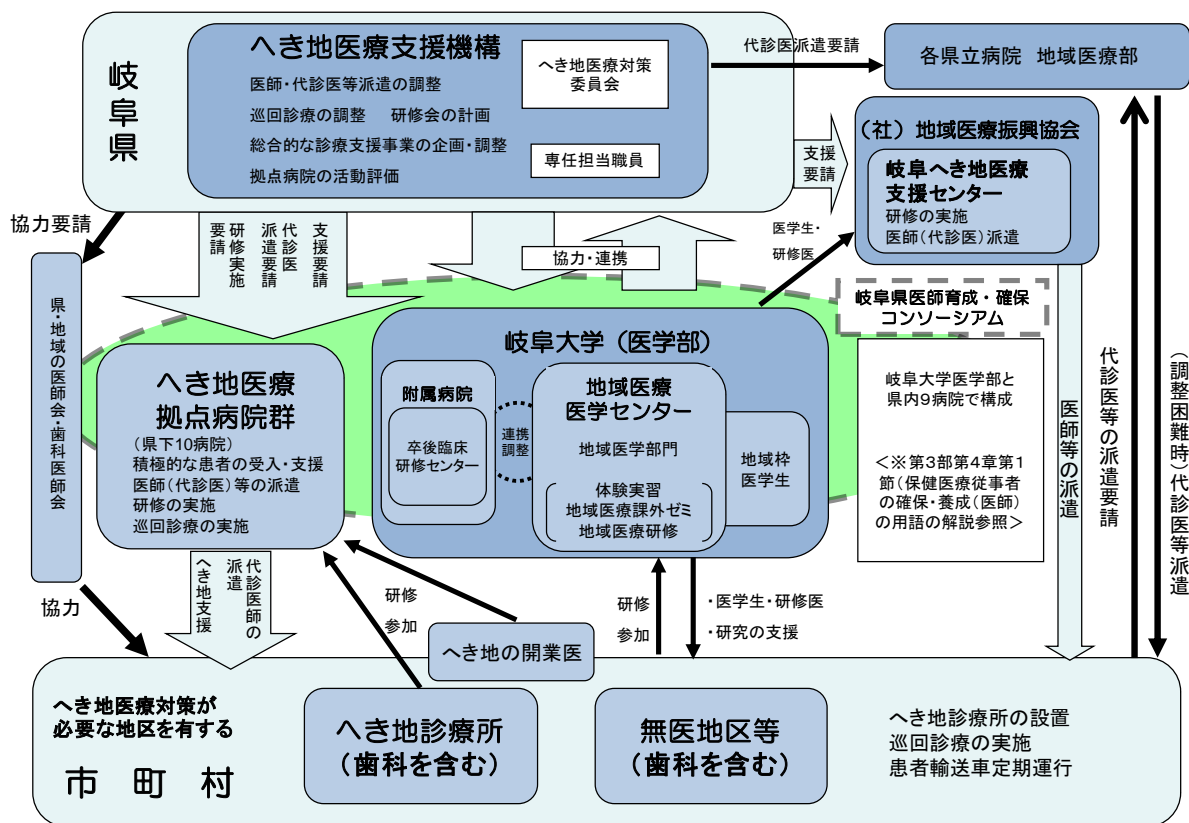 岐阜県
へき地医療支援機構
医師・代診医等派遣の調整
巡回診療の調整　研修会の計画
総合的な診療支援事業の企画・調整
拠点病院の活動評価
へき地医療対策
委員会
専任担当職員
代診医派遣要請
各県立病院　地域医療部
（社）地域医療振興協会
岐阜へき地医療
支援センター
研修の実施
医師（代診医）派遣
支援
要請
協力要請
研修実施
要請
代診医
派遣要請
支援要請
協力・連携
医学生・
研修医
県・地域の医師会・歯科医師会
岐阜県医師育成・確保
コンソーシアム
岐阜大学医学部と
県内９病院で構成
＜※第３部第４章第１
節（保健医療従事者
の確保・養成（医師）
の用語の解説参照＞
へき地医療
拠点病院群
（県下10病院）
積極的な患者の受入・支援
医師（代診医）等の派遣
研修の実施
巡回診療の実施
岐阜大学（医学部）
附属病院
卒後臨床
研修センター
連携
調整
地域医療
医学センター
地域医学部門
体験実習
地域医療課外ゼミ
地域医療研修
地域枠
医学生
医師等の派遣
代診医等の派遣要請
（調整困難時）代診医等派遣
協力
代診医師の
派遣
へき地支援
研修
参加
へき地の開業医
研修
参加
・医学生・研修医
・研究の支援
へき地医療対策が
必要な地区を有する
市　町　村
へき地診療所
（歯科を含む）
無医地区等
（歯科を含む）
へき地診療所の設置
巡回診療の実施
患者輸送車定期運行